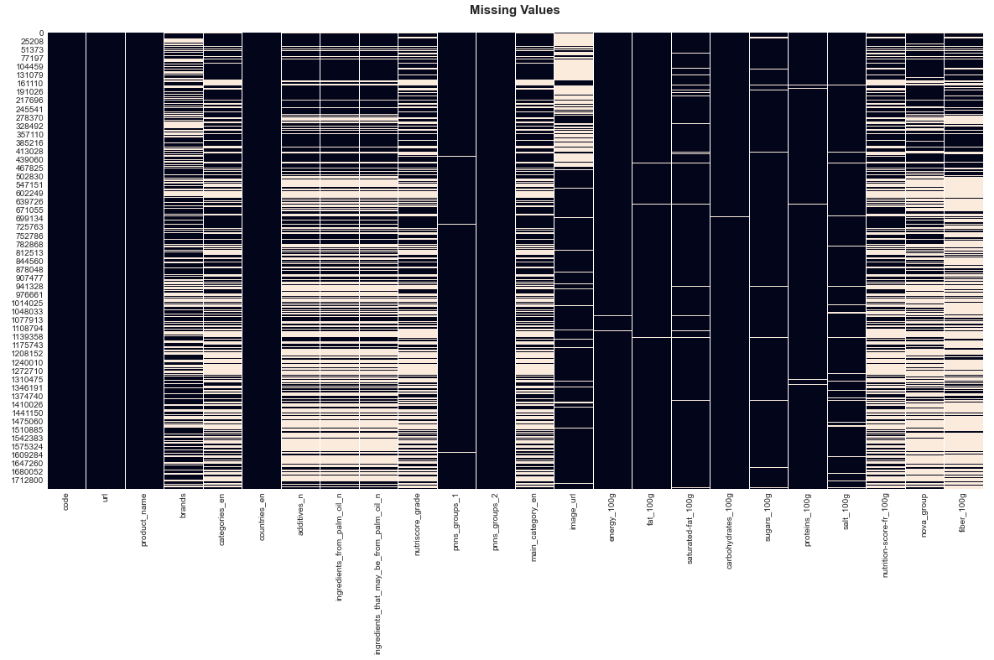 Missing Values
0
25208
51373
77197
104459
131079
161110
191026
217696
245541
278370
328492
357110
385216
413028
439060
467825
502830
547151
602249
639726
671055
699134
725763
752786
782868
812513
844560
878048
907477
941328
976661
1014025
1048033
1077913
1108794
1139358
1175743
1208152
1240010
1272710
1310475
1346191
1374740
1410026
1441150
1475060
1510885
1542383
1575324
1609284
1647260
1680052
1712800
code
url
product_name
brands
categories_en
countries_en
additives_n
ingredients_from_palm_oil_n
ingredients_that_may_be_from_palm_oil_n
nutriscore_grade
pnns_groups_1
pnns_groups_2
main_category_en
image_url
energy_100g
fat_100g
saturated-fat_100g
carbohydrates_100g
sugars_100g
proteins_100g
salt_100g
nutrition-score-fr_100g
nova_group
fiber_100g